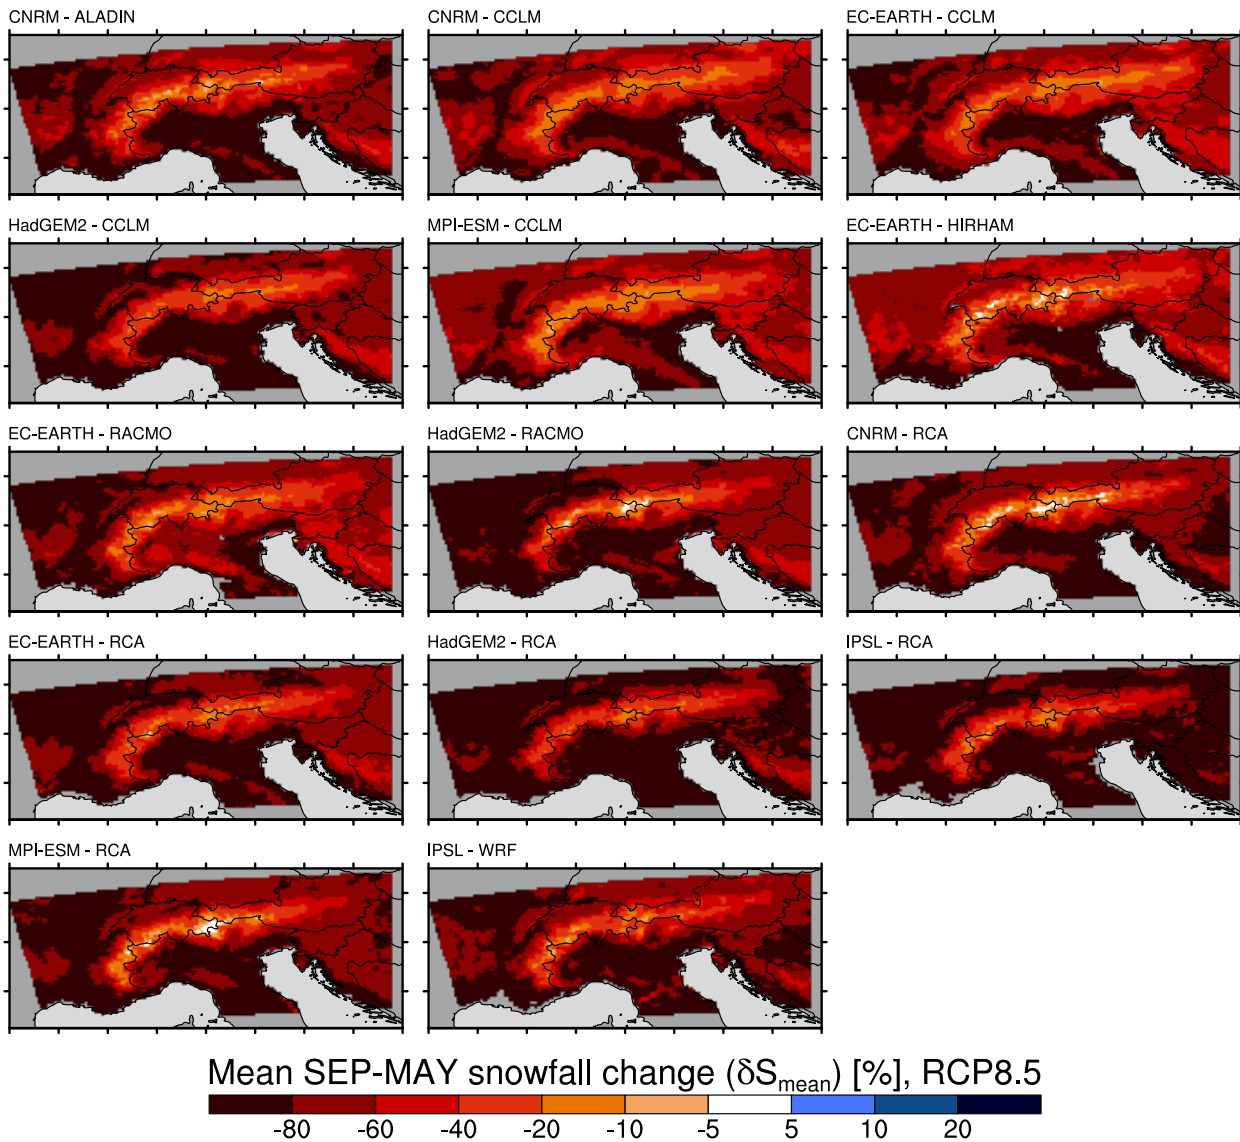 CNRM - ALADIN
CNRM - CCLM
EC-EARTH - CCLM
HadGEM2 - CCLM
MPI-ESM - CCLM
EC-EARTH - HIRHAM
EC-EARTH - RACMO
HadGEM2 - RACMO
CNRM - RCA
EC-EARTH - RCA
HadGEM2 - RCA
IPSL - RCA
MPI-ESM - RCA
IPSL - WRF
Mean SEP-MAY snowfall change (δSmean) [%], RCP8.5
-80 -60 -40 -20 -10 -5 5 10 20